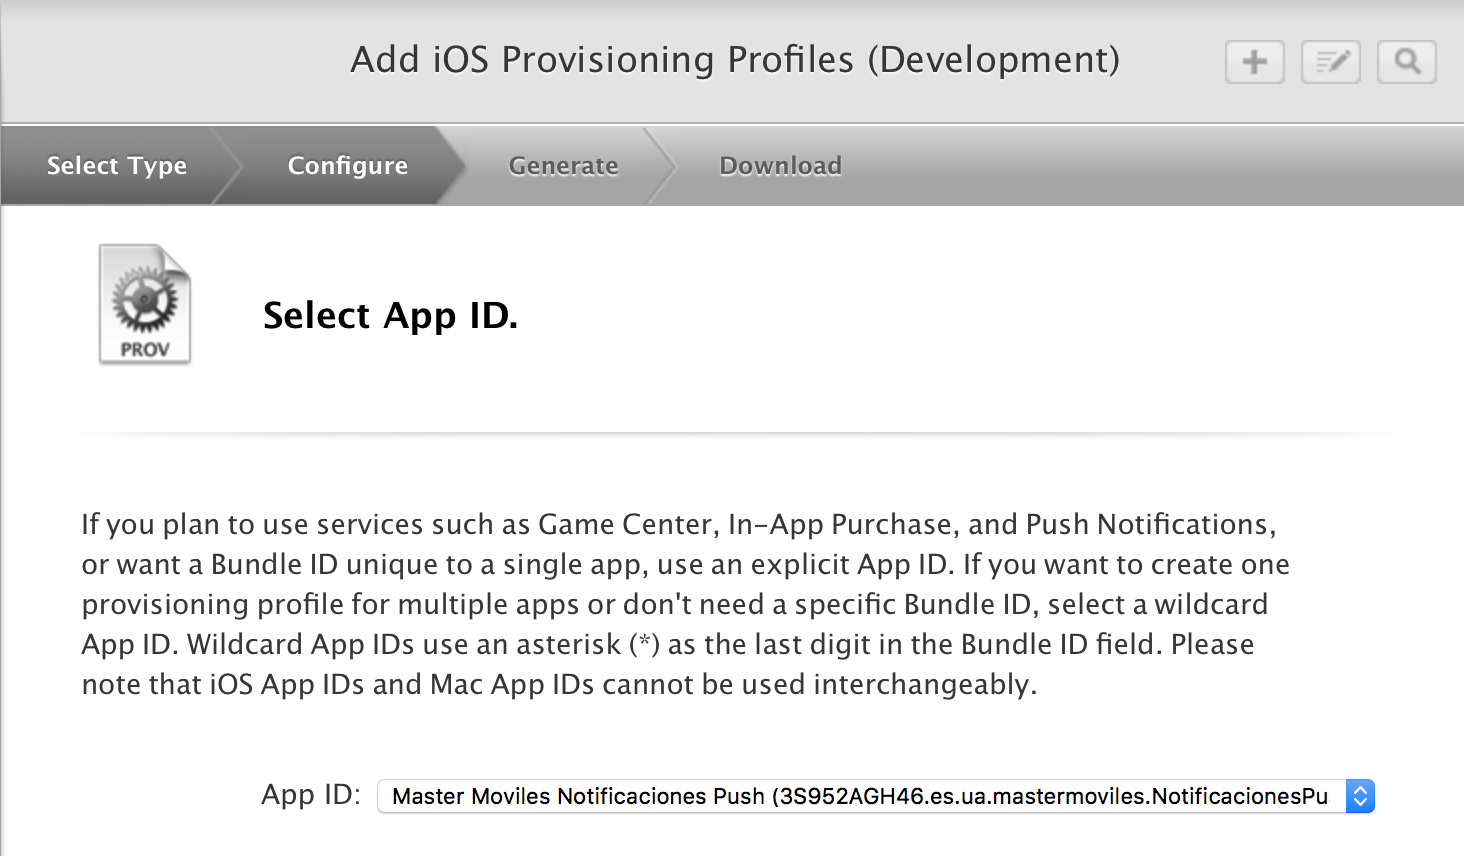 Add iOS Provisioning Profiles (Development)
Select Type
Configure
Generate
Download
PROV
Select App ID.
If you plan to use services such as Game Center, In-App Purchase, and Push Notifications,
or want a Bundle ID unique to a single app, use an explicit App ID. If you want to create one
provisioning profile for multiple apps or don't need a specific Bundle ID, select a wildcard
App ID. Wildcard App IDs use an asterisk (*) as the last digit in the Bundle ID field. Please
note that iOS App IDs and Mac App IDs cannot be used interchangeably.
App ID: Master Moviles Notificaciones Push (3S952AGH46.es.ua.mastermoviles.NotificacionesPu